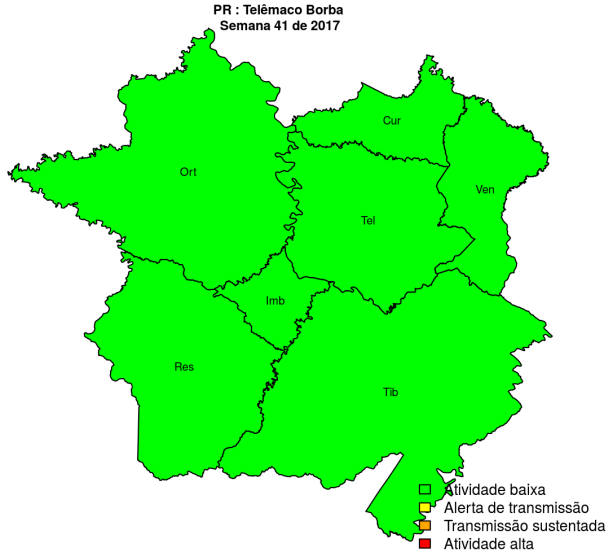 PR : Telêmaco Borba
Semana 41 de 2017
Cur
Ort
Ven
Tel
Imb
Res
Tib
Atividade baixa
Alerta de transmissão
Transmissão sustentada
Atividade alta